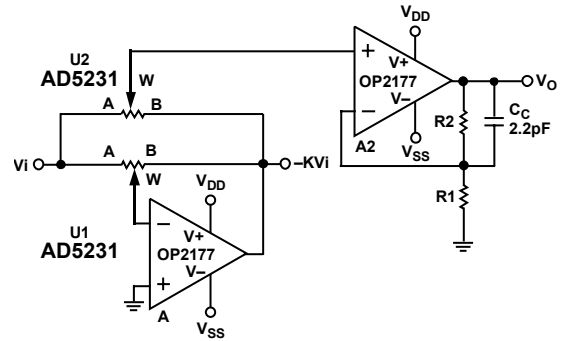 VDD
U2
AD5231
W
+
V+
OP2177
−
V−
A2
VSS
VO
R2
CC
2.2pF
R1
A
B
Vi
A
B
W
−KVi
U1
AD5231
VDD
−
V+
OP2177
+
V−
A
VSS